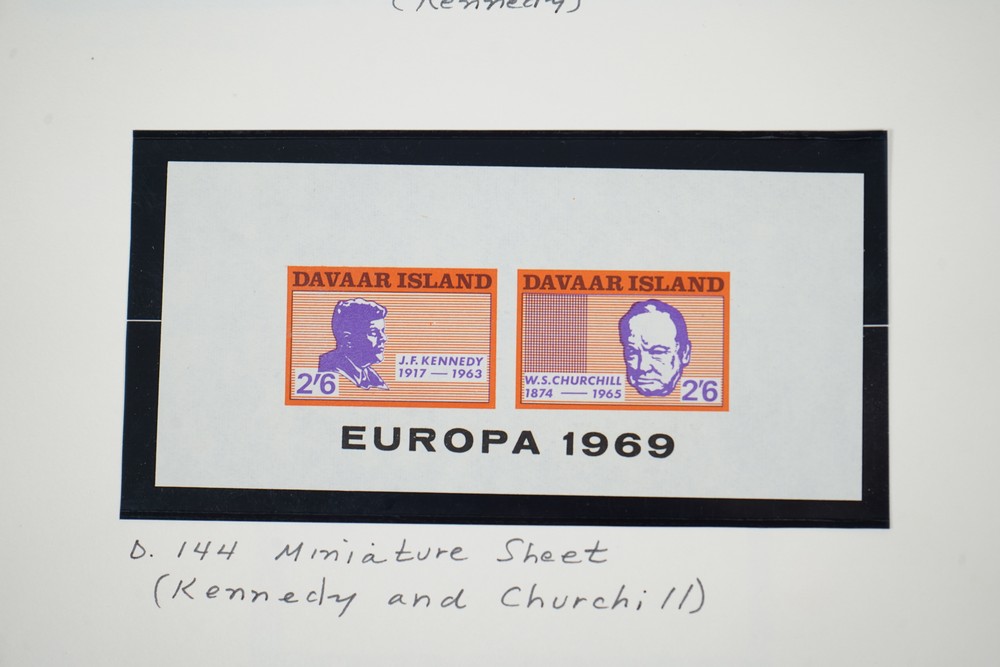 (Kennedy)
DAVAAR ISLAND
J.F. KENNEDY
1917 — 1963
2'6
DAVAAR ISLAND
W.S. CHURCHILL
1874 — 1965
2'6
EUROPA 1969
D. 144 Miniature Sheet
(Kennedy and Churchill)